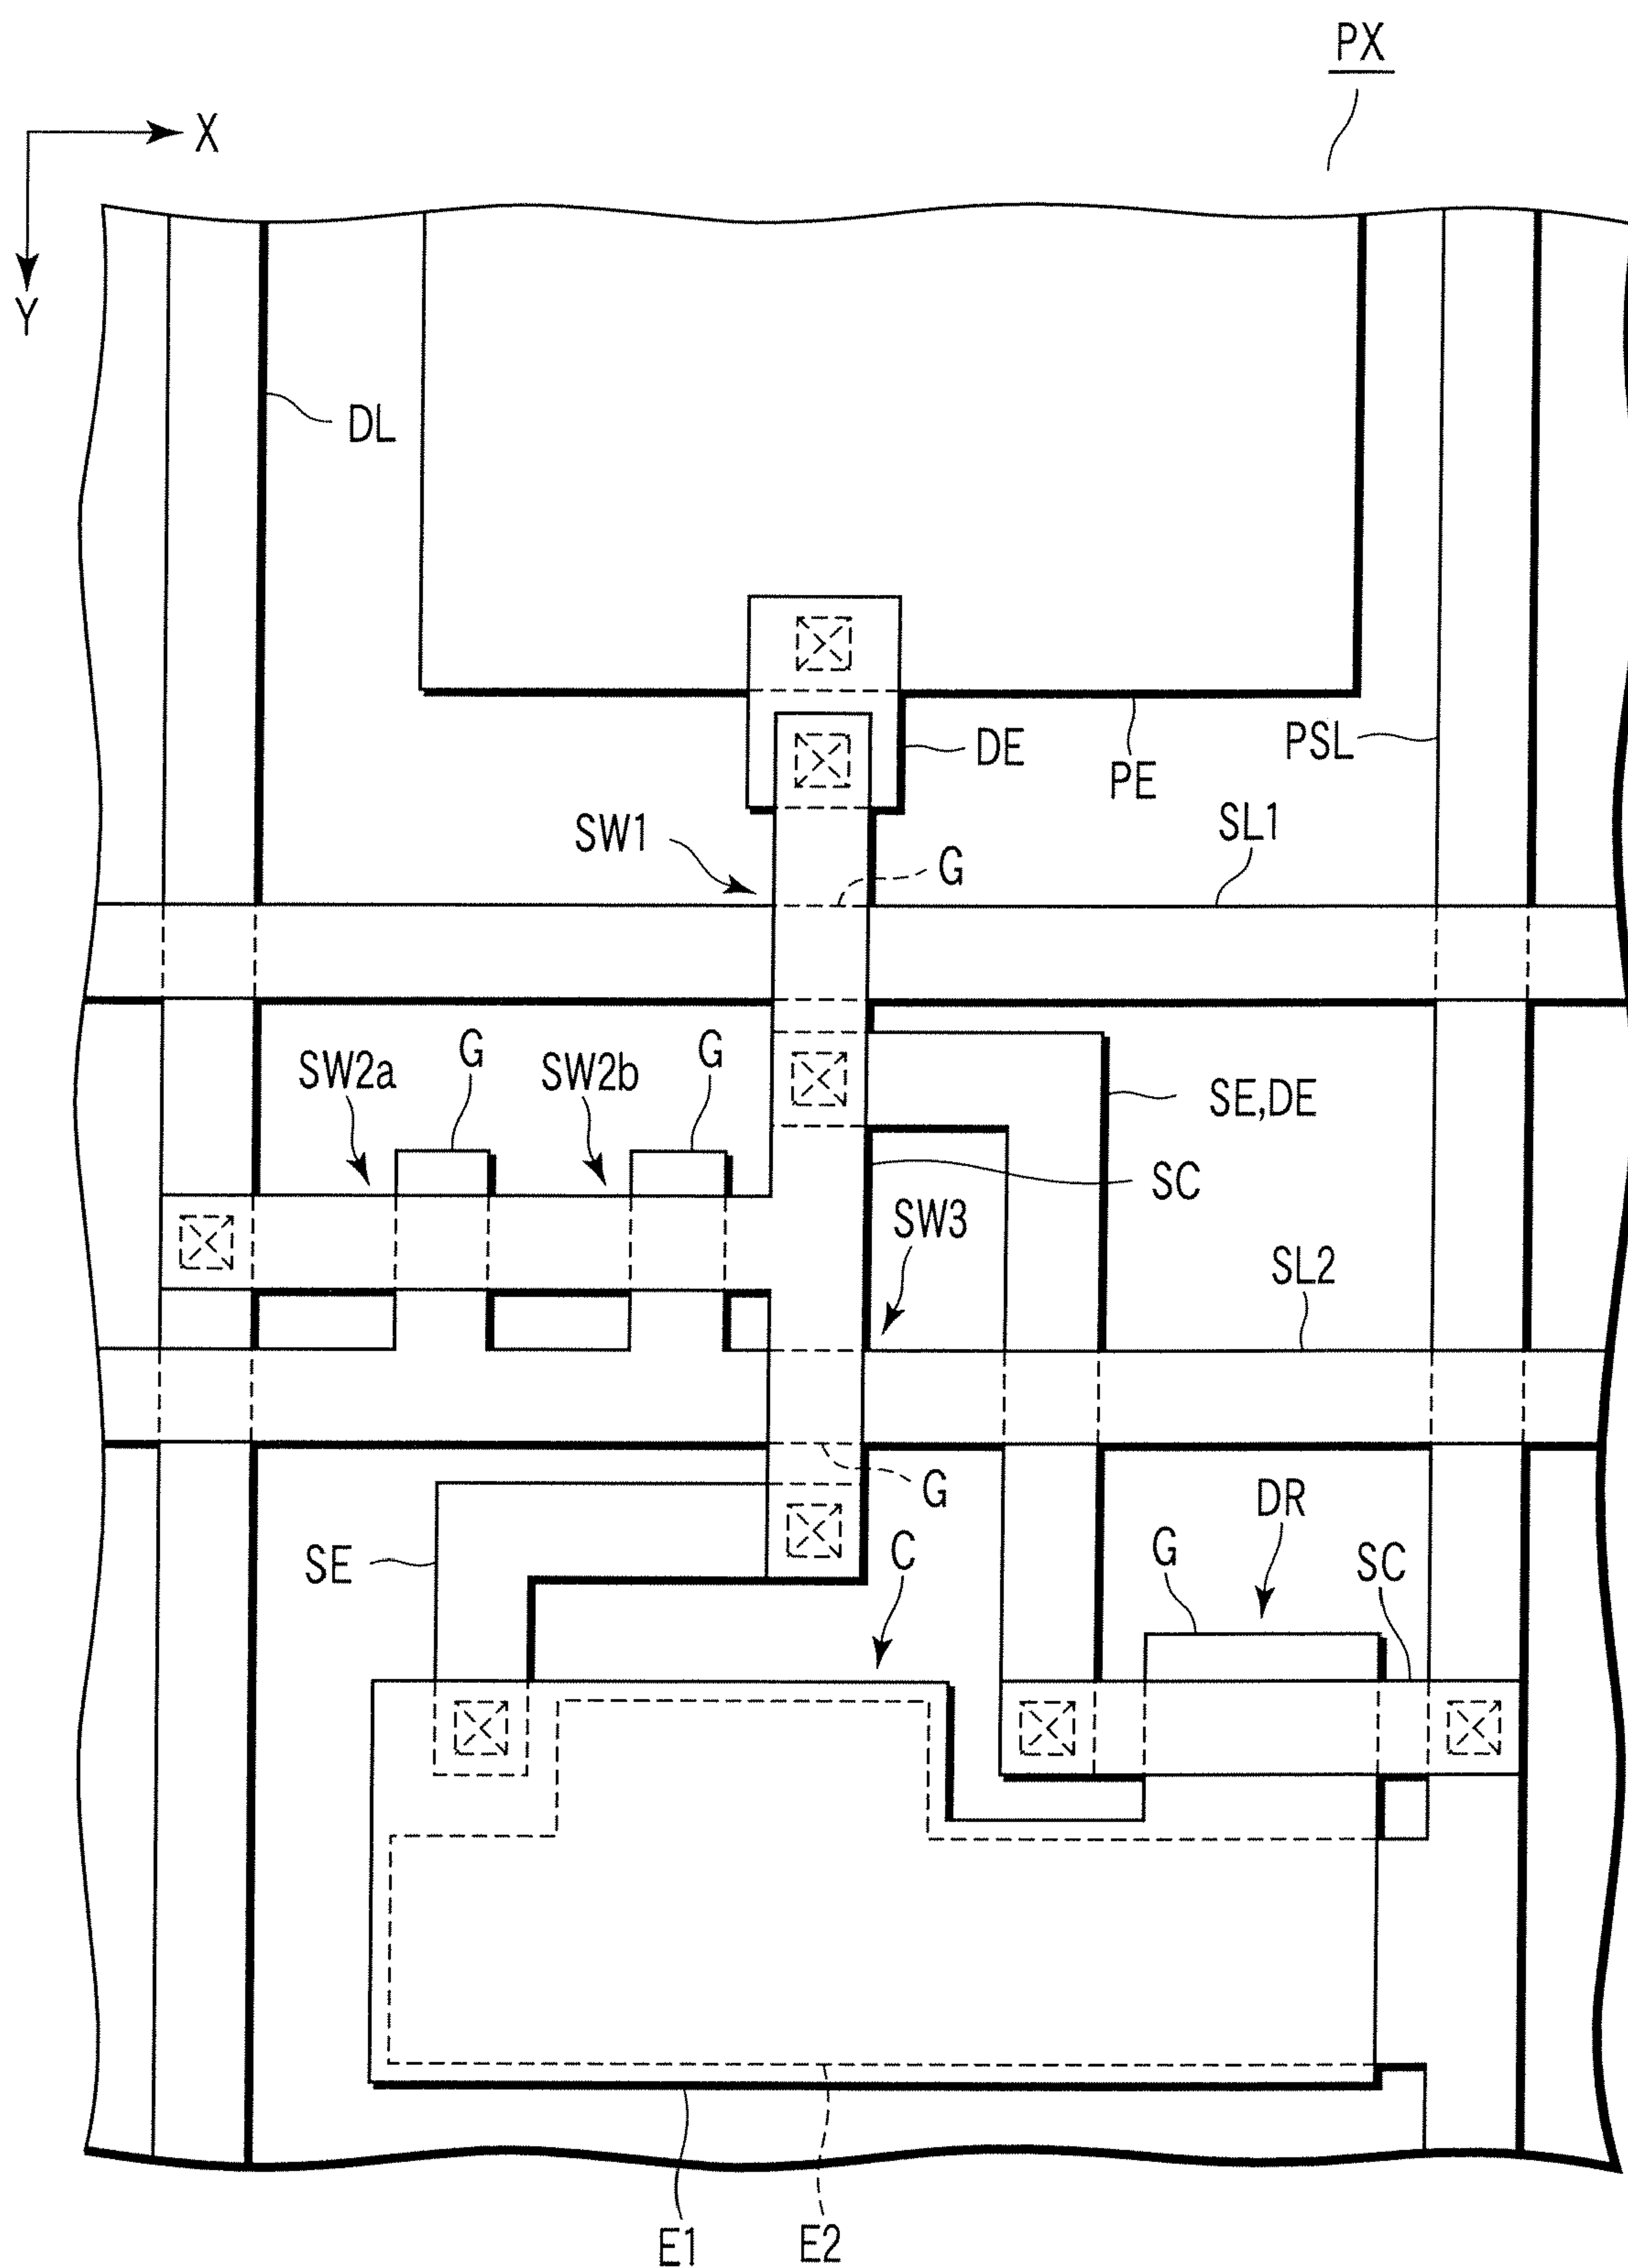 PX
X
Y
DL
DE
PE
PSL
SW1
G
SL1
SW2a
G
SW2b
G
SE,DE
SC
SW3
SL2
G
DR
SE
C
G
SC
E1
E2